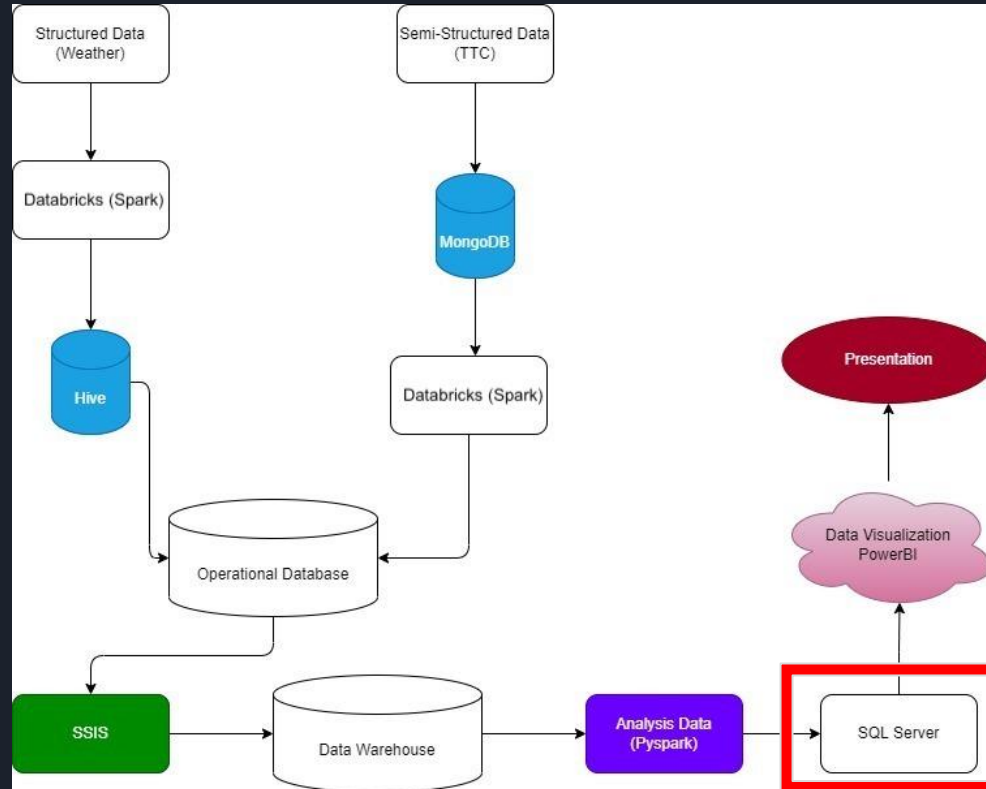 Structured Data
(Weather)
Semi-Structured Data
(TTC)
Databricks (Spark)
MongoDB
Hive
Databricks (Spark)
Presentation
Data Visualization
PowerBI
Operational Database
SSIS
Data Warehouse
Analysis Data
(Pyspark)
SQL Server